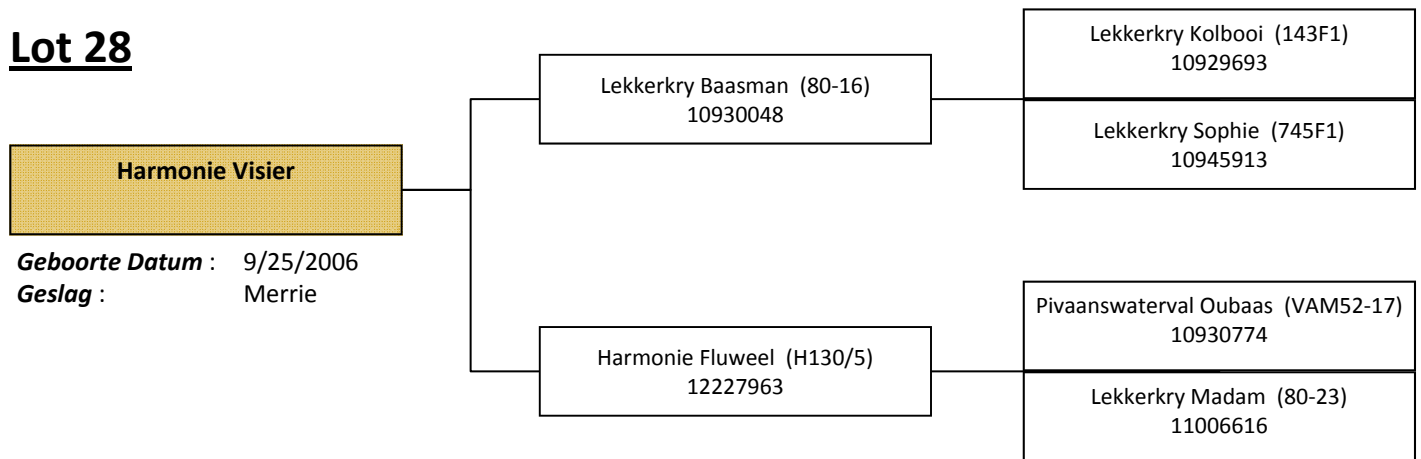 Lot 28
Harmonie Visier
Geboorte Datum : 9/25/2006
Geslag : Merrie
Lekkerkry Baasman (80-16)
10930048
Harmonie Fluweel (H130/5)
12227963
Lekkerkry Kolbooi (143F1)
10929693
Lekkerkry Sophie (745F1)
10945913
Pivaanswaterval Oubaas (VAM52-17)
10930774
Lekkerkry Madam (80-23)
11006616